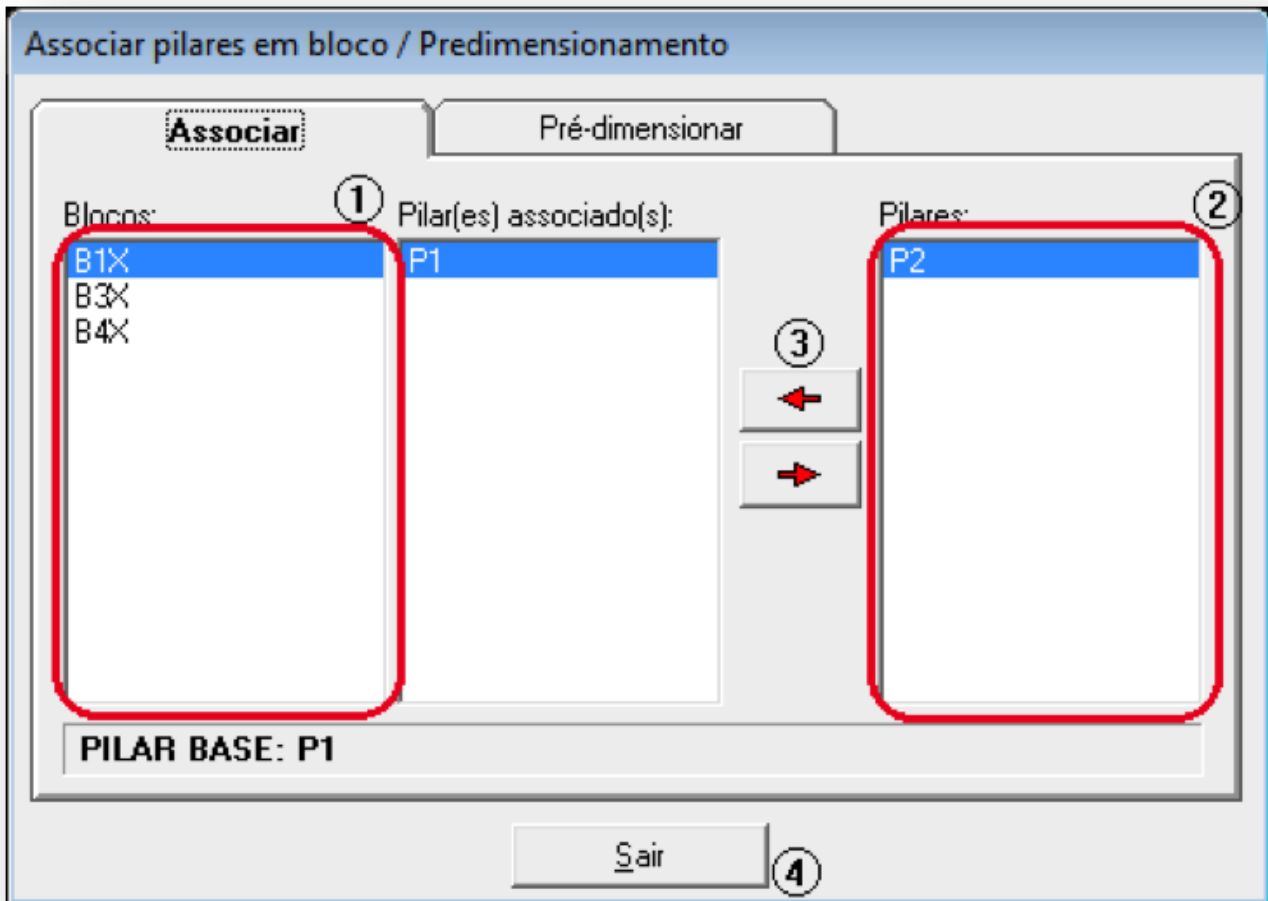 Associar pilares em bloco / Predimensionamento
Associar
Pré-dimensionar
Blocos:
1
Pilar(es) associado(s):
Pilares:
2
B1X
P1
P2
B3X
B4X
3
PILAR BASE: P1
Sair
4